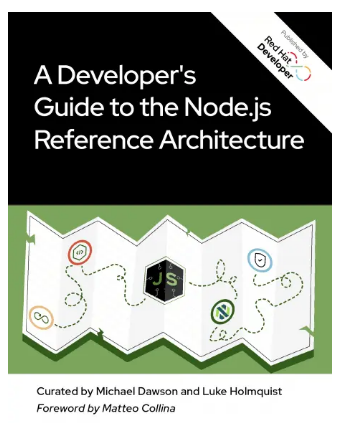 Published by
Red Hat
Developer
A Developer's
Guide to the Node.js
Reference Architecture
JS
Curated by Michael Dawson and Luke Holmquist
Foreword by Matteo Collina